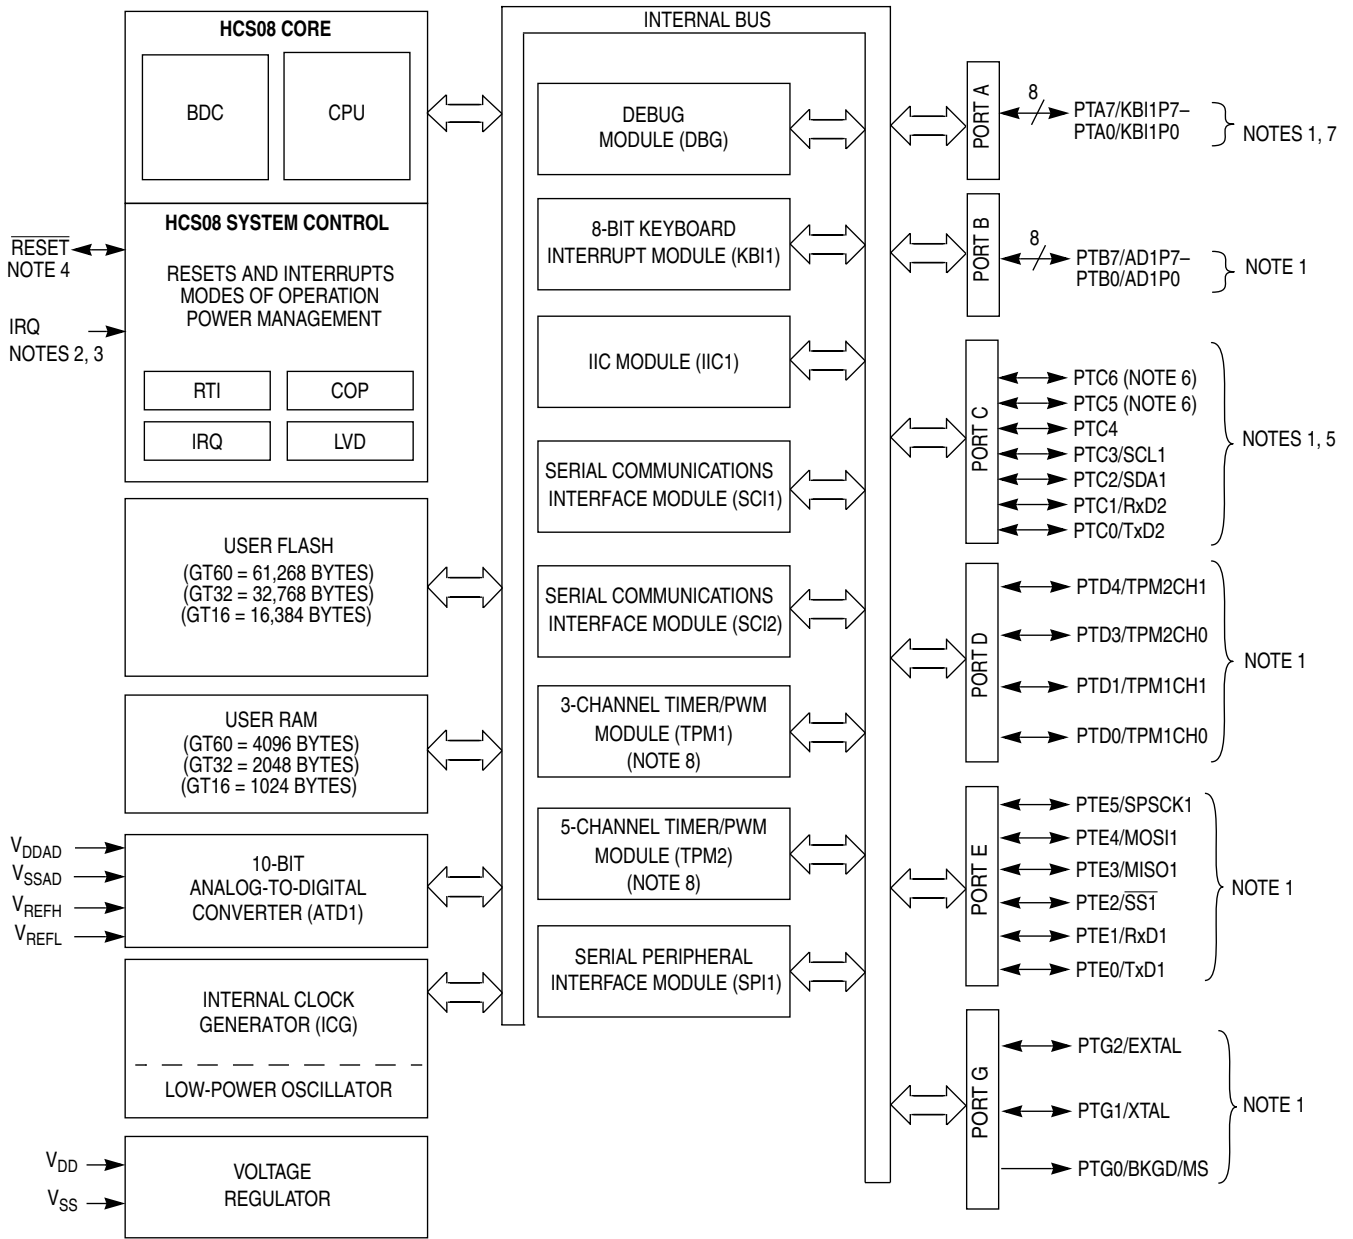 HCS08 CORE
BDC
CPU
HCS08 SYSTEM CONTROL
RESETS AND INTERRUPTS
MODES OF OPERATION
POWER MANAGEMENT
RTI
COP
IRQ
LVD
RESET
NOTE 4
IRQ
NOTES 2, 3
USER FLASH
(GT60 = 61,268 BYTES)
(GT32 = 32,768 BYTES)
(GT16 = 16,384 BYTES)
USER RAM
(GT60 = 4096 BYTES)
(GT32 = 2048 BYTES)
(GT16 = 1024 BYTES)
VDDAD
VSSAD
VREFH
VREFL
10-BIT
ANALOG-TO-DIGITAL
CONVERTER (ATD1)
INTERNAL CLOCK
GENERATOR (ICG)
LOW-POWER OSCILLATOR
VDD
VSS
VOLTAGE
REGULATOR
INTERNAL BUS
DEBUG
MODULE (DBG)
8-BIT KEYBOARD
INTERRUPT MODULE (KBI1)
IIC MODULE (IIC1)
SERIAL COMMUNICATIONS
INTERFACE MODULE (SCI1)
SERIAL COMMUNICATIONS
INTERFACE MODULE (SCI2)
3-CHANNEL TIMER/PWM
MODULE (TPM1)
(NOTE 8)
5-CHANNEL TIMER/PWM
MODULE (TPM2)
(NOTE 8)
SERIAL PERIPHERAL
INTERFACE MODULE (SPI1)
PORT A
8
PTA7/KBI1P7–
PTA0/KBI1P0
NOTES 1, 7
PORT B
8
PTB7/AD1P7–
PTB0/AD1P0
NOTE 1
PORT C
PTC6 (NOTE 6)
PTC5 (NOTE 6)
PTC4
PTC3/SCL1
PTC2/SDA1
PTC1/RxD2
PTC0/TxD2
NOTES 1, 5
PORT D
PTD4/TPM2CH1
PTD3/TPM2CH0
PTD1/TPM1CH1
PTD0/TPM1CH0
NOTE 1
PORT E
PTE5/SPSCK1
PTE4/MOSI1
PTE3/MISO1
PTE2/SS1
PTE1/RxD1
PTE0/TxD1
NOTE 1
PORT G
PTG2/EXTAL
PTG1/XTAL
PTG0/BKGD/MS
NOTE 1